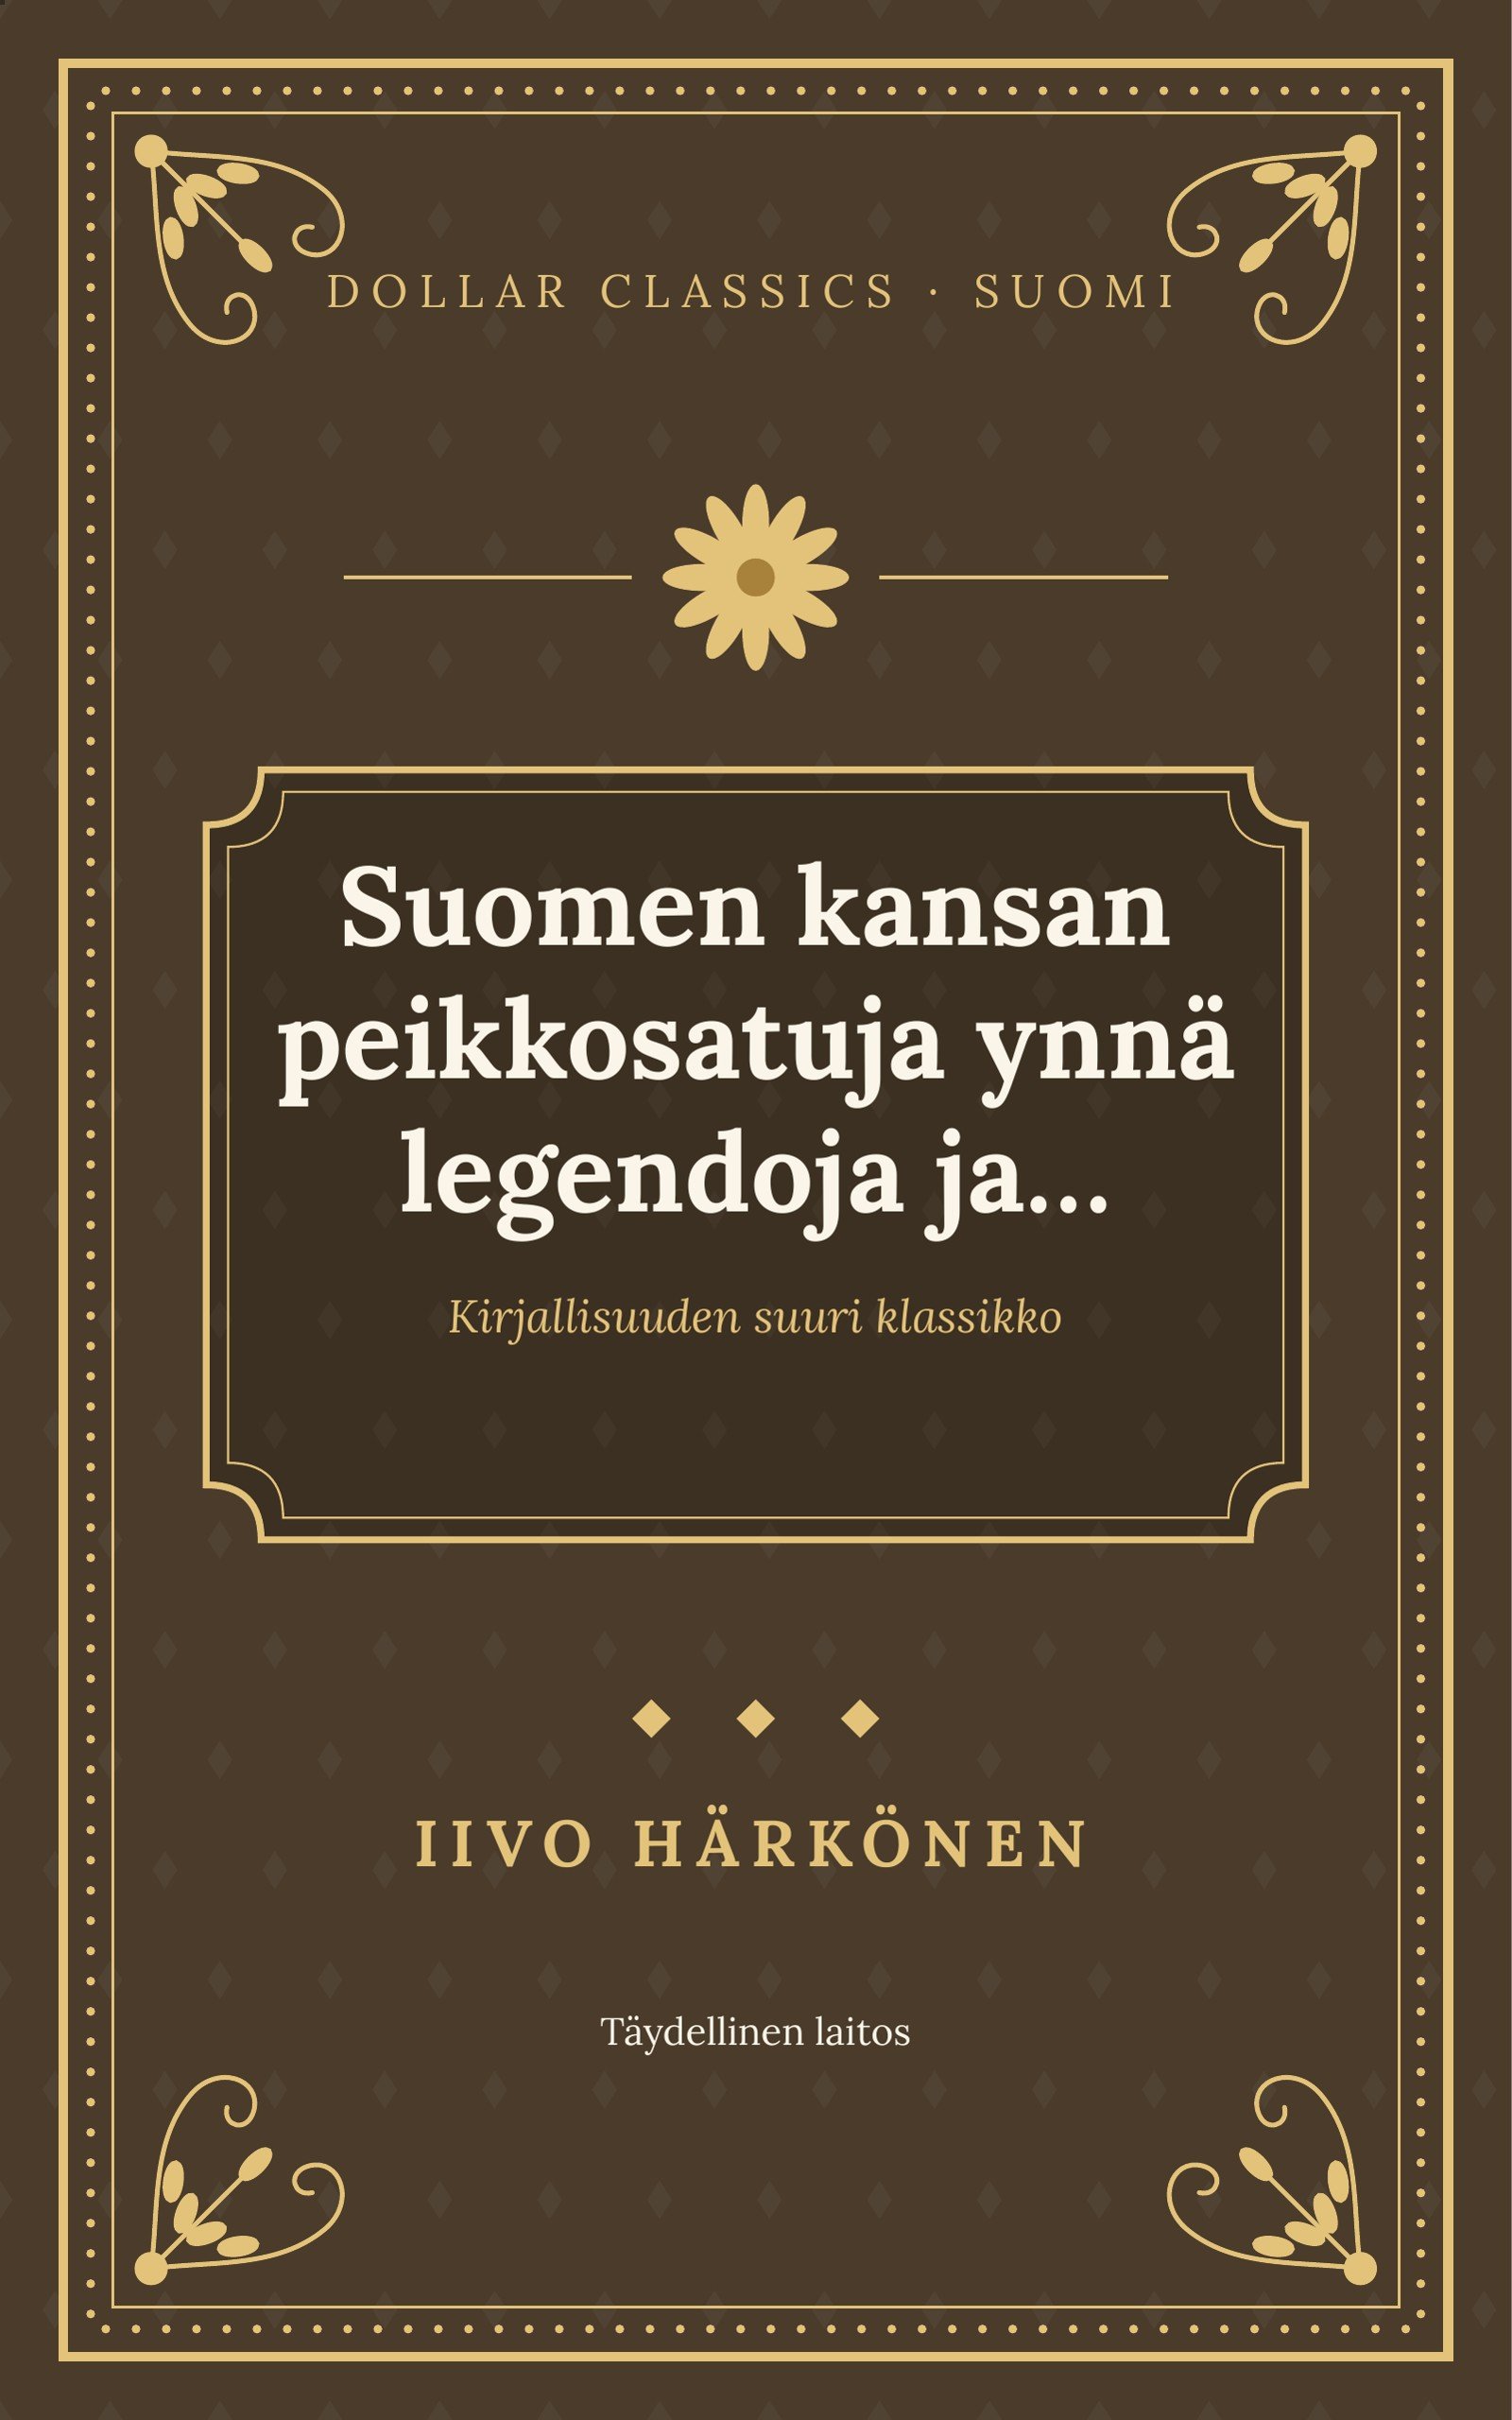 DOLLAR CLASSICS · SUOMI
Suomen kansan
peikkosatuja ynnä
legendoja ja...
Kirjallisuuden suuri klassikko
IIVO HÄRKÖNEN
Täydellinen laitos